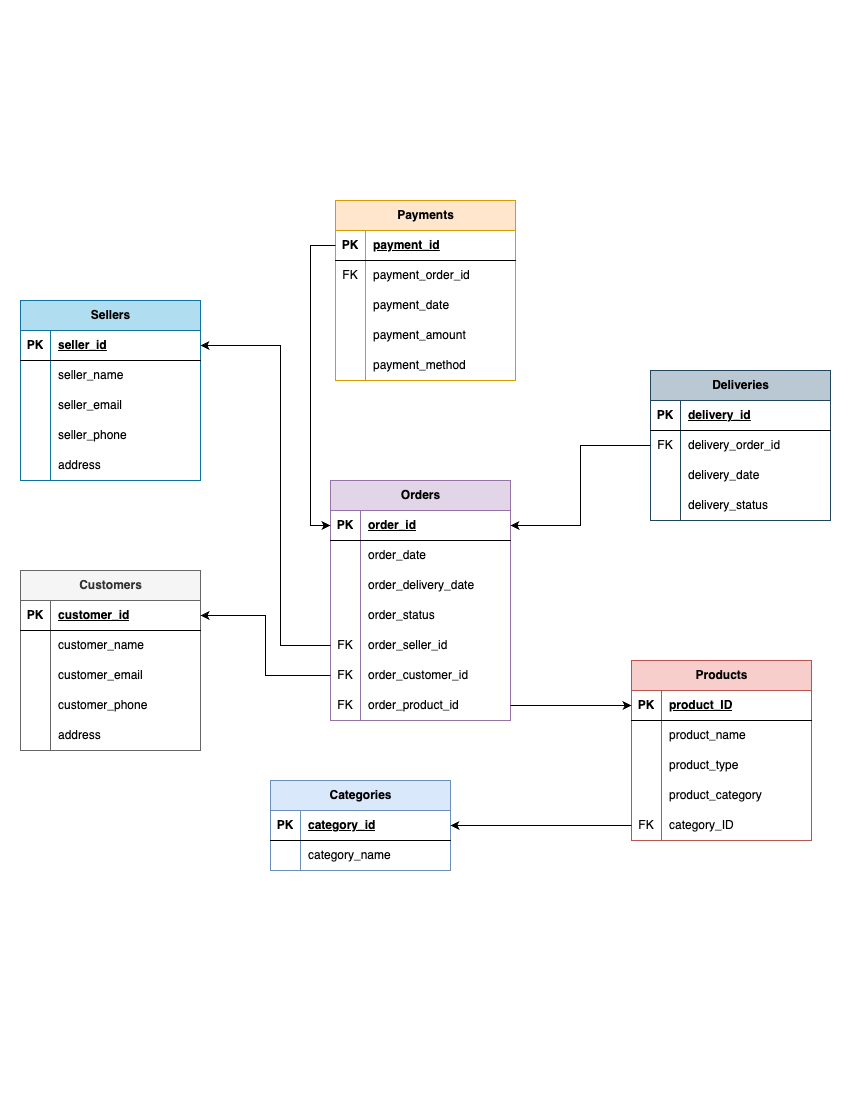 Payments
PK payment_id
FK payment_order_id
payment_date
payment_amount
payment_method
Sellers
PK seller_id
seller_name
seller_email
seller_phone
address
Deliveries
PK delivery_id
FK delivery_order_id
delivery_date
delivery_status
Orders
PK order_id
order_date
order_delivery_date
order_status
FK order_seller_id
FK order_customer_id
FK order_product_id
Customers
PK customer_id
customer_name
customer_email
customer_phone
address
Products
PK product_ID
product_name
product_type
product_category
FK category_ID
Categories
PK category_id
category_name